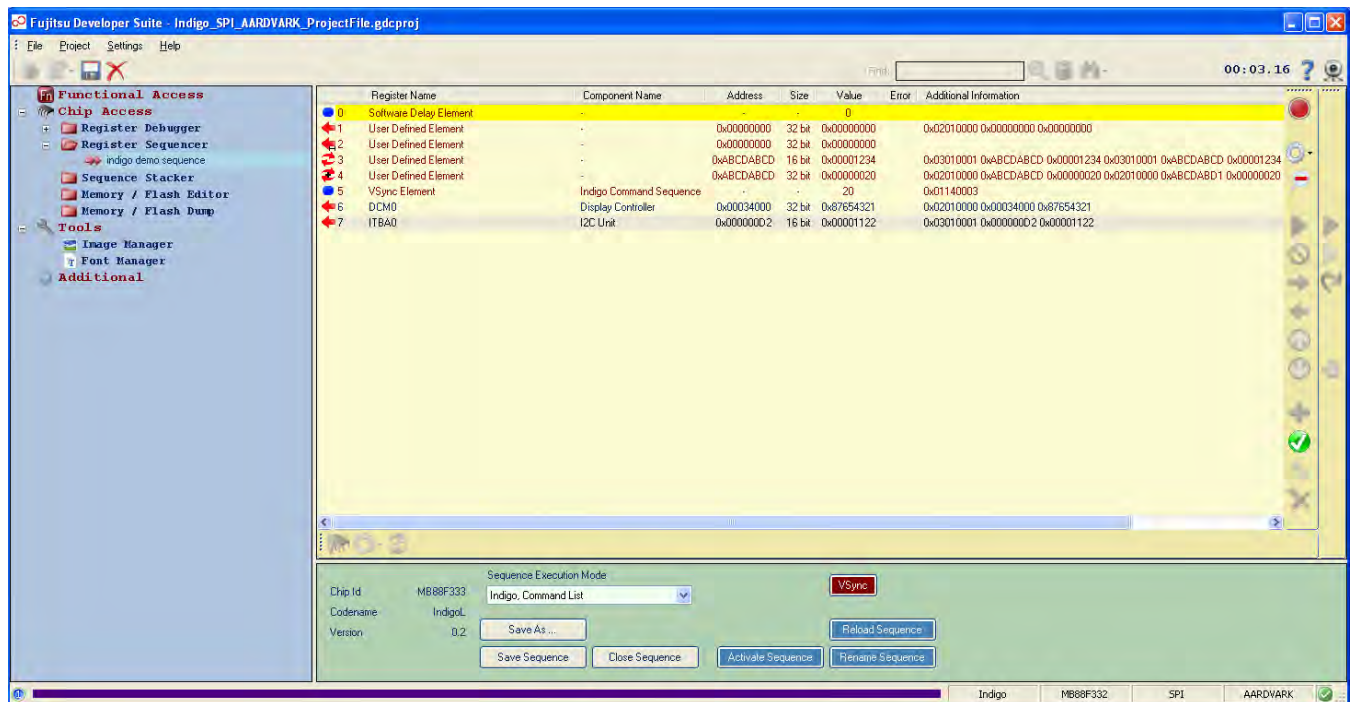 Fujitsu Developer Suite - Indigo_SPI_AARDVARK_ProjectFile.gdcproj
File Project Settings Help
Find: 00:03.16
Functional Access
Chip Access
Register Debugger
Register Sequencer
indigo demo sequence
Sequence Stacker
Memory / Flash Editor
Memory / Flash Dump
Tools
Image Manager
Font Manager
Additional
Register Name Component Name Address Size Value Error Additional Information
0 Software Delay Element - - - 0
1 User Defined Element - 0x00000000 32 bit 0x00000000 0x02010000 0x00000000 0x00000000
2 User Defined Element - 0x00000000 32 bit 0x00000000
3 User Defined Element - 0xABCDABCD 16 bit 0x00001234 0x03010001 0xABCDABCD 0x00001234 0x03010001 0xABCDABCD 0x00001234
4 User Defined Element - 0xABCDABCD 32 bit 0x00000020 0x02010000 0xABCDABCD 0x00000020 0x02010000 0xABCDABD1 0x00000020
5 VSync Element Indigo Command Sequence - - 20 0x01140003
6 DCM0 Display Controller 0x00034000 32 bit 0x87654321 0x02010000 0x00034000 0x87654321
7 ITBA0 I2C Unit 0x000000D2 16 bit 0x00001122 0x03010001 0x000000D2 0x00001122
Sequence Execution Mode
Chip Id MB88F333 Indigo, Command List VSync
Codename IndigoL
Version 0.2 Save As ... Reload Sequence
Save Sequence Close Sequence Activate Sequence Rename Sequence
Indigo MB88F332 SPI AARDVARK